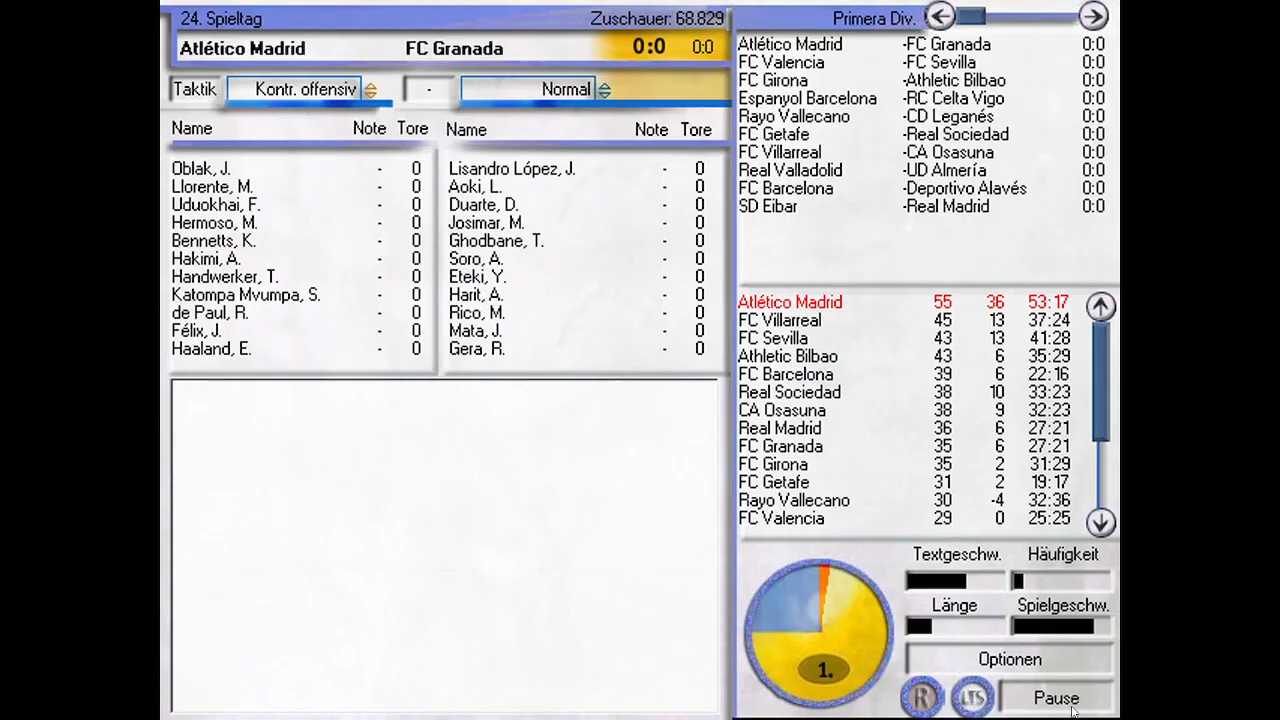 24. Spieltag Zuschauer: 68.829
Atlético Madrid FC Granada 0:0 0:0
Taktik Kontr. offensiv - Normal
Name Note Tore Name Note Tore
Oblak, J. - 0 Lisandro López, J. - 0
Llorente, M. - 0 Aoki, L. - 0
Uduokhai, F. - 0 Duarte, D. - 0
Hermoso, M. - 0 Josimar, M. - 0
Bennetts, K. - 0 Ghodbane, T. - 0
Hakimi, A. - 0 Soro, A. - 0
Handwerker, T. - 0 Eteki, Y. - 0
Katompa Mvumpa, S. - 0 Harit, A. - 0
de Paul, R. - 0 Rico, M. - 0
Félix, J. - 0 Mata, J. - 0
Haaland, E. - 0 Gera, R. - 0
Primera Div.
Atlético Madrid -FC Granada 0:0
FC Valencia -FC Sevilla 0:0
FC Girona -Athletic Bilbao 0:0
Espanyol Barcelona -RC Celta Vigo 0:0
Rayo Vallecano -CD Leganés 0:0
FC Getafe -Real Sociedad 0:0
FC Villarreal -CA Osasuna 0:0
Real Valladolid -UD Almería 0:0
FC Barcelona -Deportivo Alavés 0:0
SD Eibar -Real Madrid 0:0
Atlético Madrid 55 36 53:17
FC Villarreal 45 13 37:24
FC Sevilla 43 13 41:28
Athletic Bilbao 43 6 35:29
FC Barcelona 39 6 22:16
Real Sociedad 38 10 33:23
CA Osasuna 38 9 32:23
Real Madrid 36 6 27:21
FC Granada 35 6 27:21
FC Girona 35 2 31:29
FC Getafe 31 2 19:17
Rayo Vallecano 30 -4 32:36
FC Valencia 29 0 25:25
Textgeschw. Häufigkeit
Länge Spielgeschw.
1.
Optionen
R LTS Pause